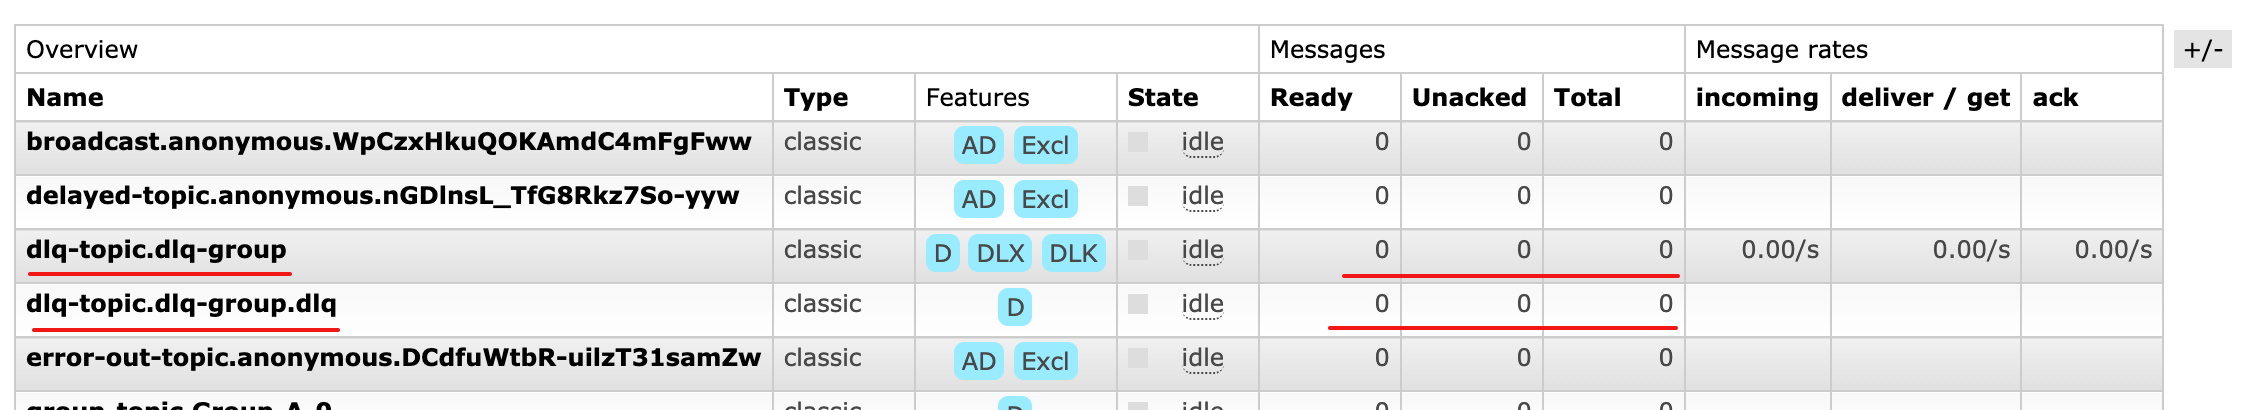 Overview Messages Message rates +/-
Name Type Features State Ready Unacked Total incoming deliver / get ack
broadcast.anonymous.WpCzxHkuQOKAmdC4mFgFww classic AD Excl idle 0 0 0
delayed-topic.anonymous.nGDlnsL_TfG8Rkz7So-yyw classic AD Excl idle 0 0 0
dlq-topic.dlq-group classic D DLX DLK idle 0 0 0 0.00/s 0.00/s 0.00/s
dlq-topic.dlq-group.dlq classic D idle 0 0 0
error-out-topic.anonymous.DCdfuWtbR-uilzT31samZw classic AD Excl idle 0 0 0
group-topic.Group-A-0 classic D idle 0 0 0